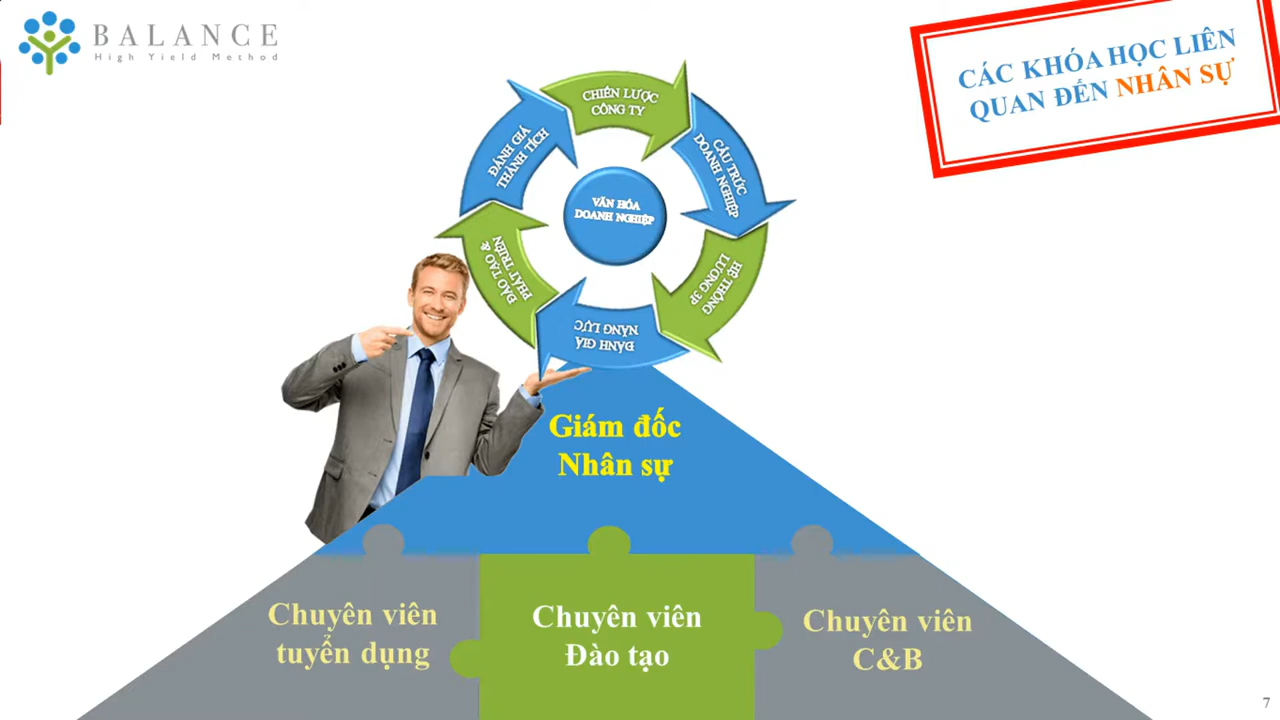 BALANCE
High Yield Method
CÁC KHÓA HỌC LIÊN
QUAN ĐẾN NHÂN SỰ
CHIẾN LƯỢC
CÔNG TY
CẤU TRÚC
DOANH NGHIỆP
HỆ THỐNG
LƯƠNG 3P
ĐÁNH GIÁ
NĂNG LỰC
ĐÀO TẠO &
PHÁT TRIỂN
ĐÁNH GIÁ
THÀNH TÍCH
VĂN HÓA
DOANH NGHIỆP
Giám đốc
Nhân sự
Chuyên viên
tuyển dụng
Chuyên viên
Đào tạo
Chuyên viên
C&B
7